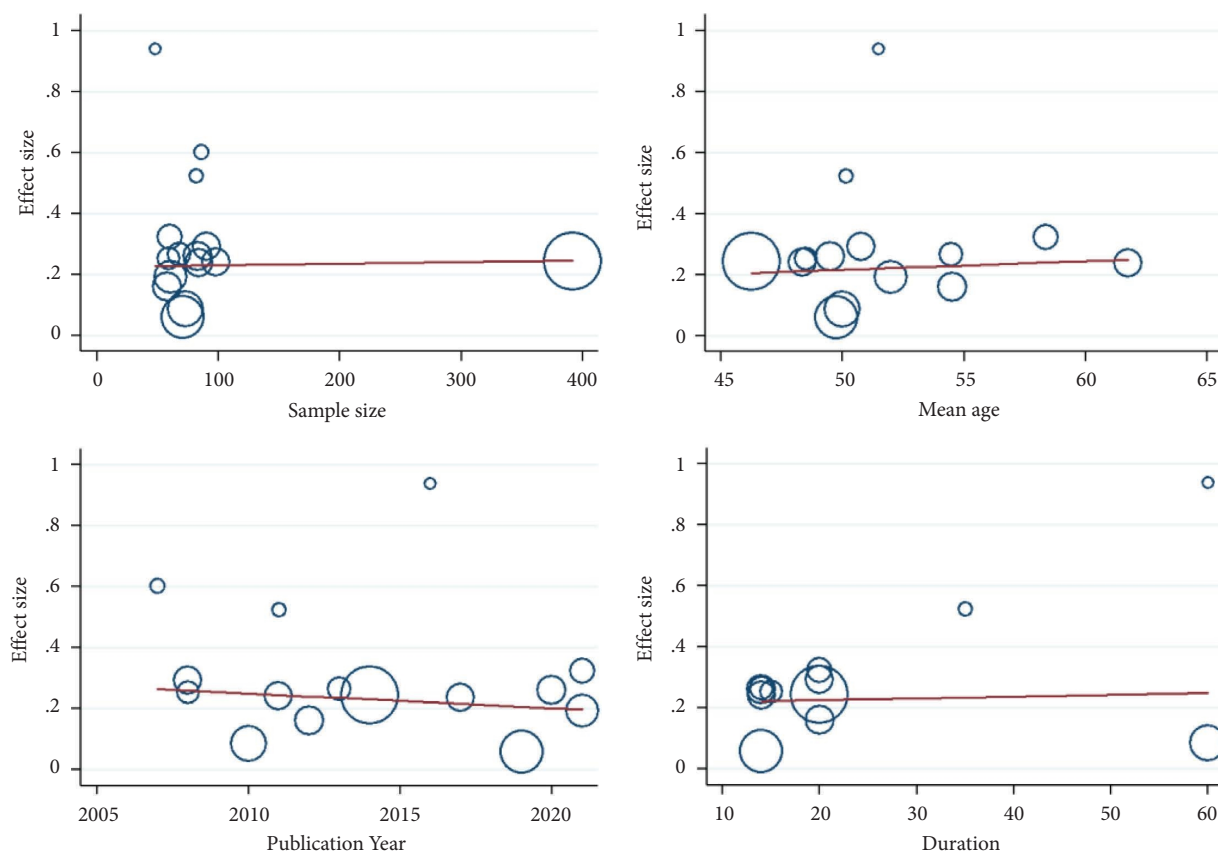 1
.8
.6
.4
.2
0
Effect size
0 100 200 300 400
Sample size
1
.8
.6
.4
.2
0
Effect size
45 50 55 60 65
Mean age
1
.8
.6
.4
.2
0
Effect size
2005 2010 2015 2020
Publication Year
1
.8
.6
.4
.2
0
Effect size
10 20 30 40 50 60
Duration